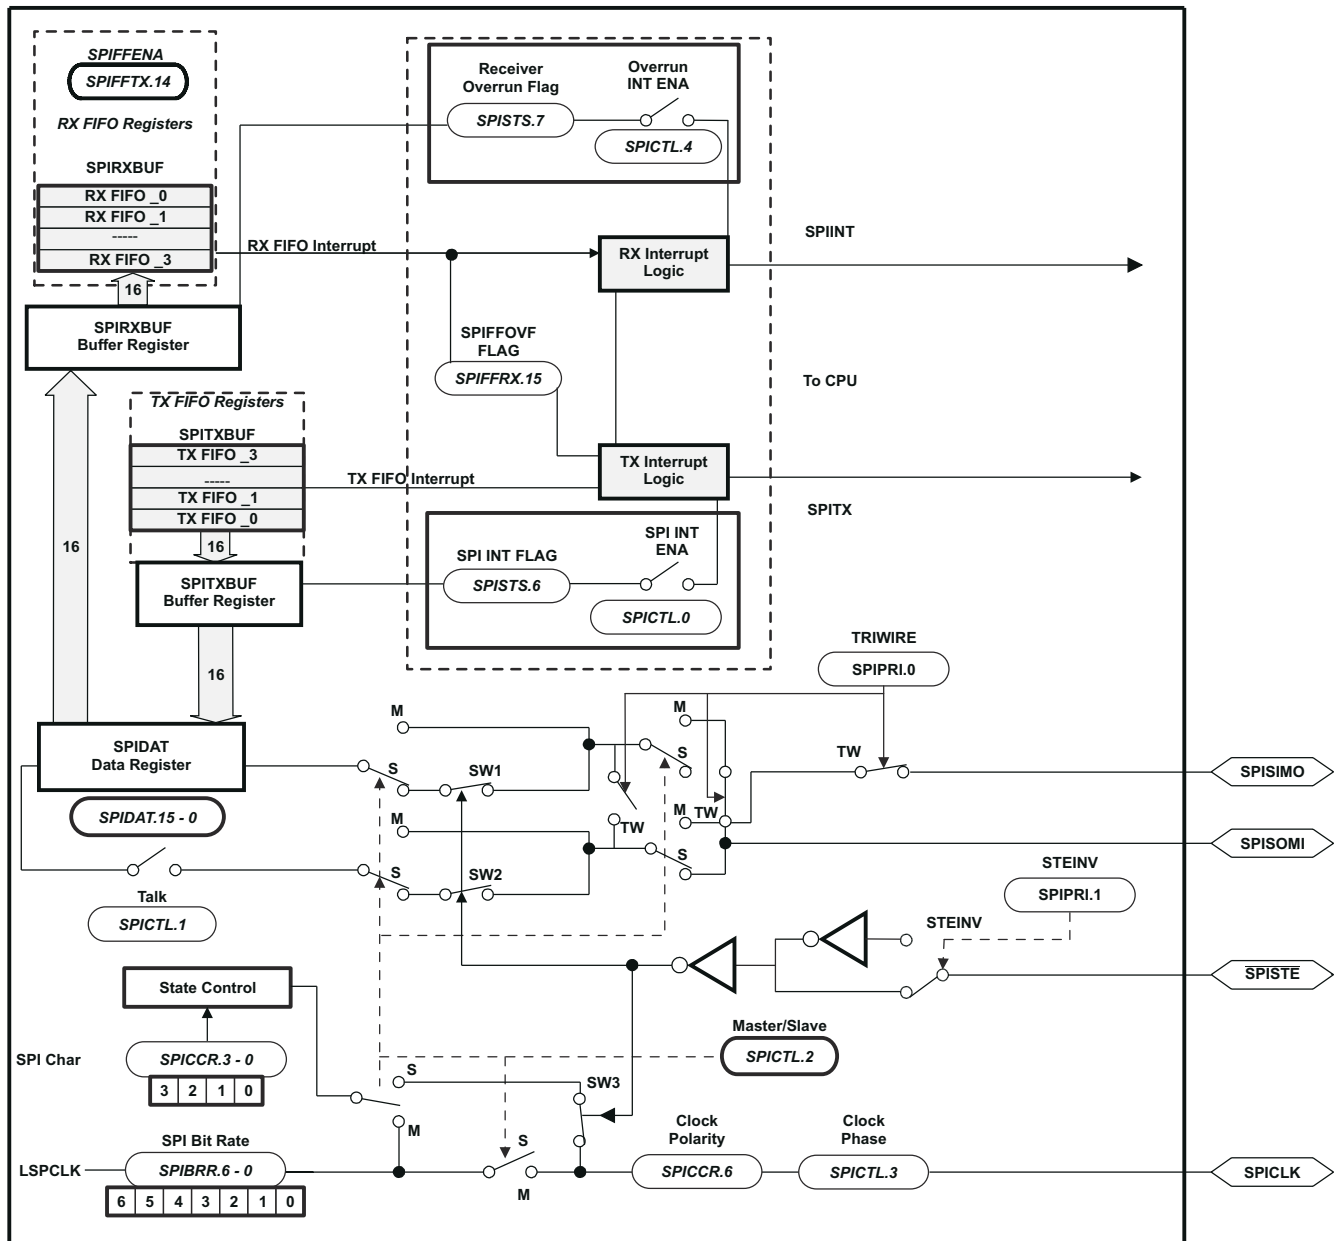 SPIFFENA
SPIFFTX.14
RX FIFO Registers
SPIRXBUF
RX FIFO _0
RX FIFO _1
-----
RX FIFO _3
16
SPIRXBUF
Buffer Register
RX FIFO Interrupt
Receiver
Overrun Flag
SPISTS.7
Overrun
INT ENA
SPICTL.4
RX Interrupt
Logic
SPIINT
SPIFFOVF
FLAG
SPIFFRX.15
To CPU
TX FIFO Registers
SPITXBUF
TX FIFO _3
-----
TX FIFO _1
TX FIFO _0
16
TX FIFO Interrupt
TX Interrupt
Logic
SPITX
16
SPITXBUF
Buffer Register
SPI INT FLAG
SPISTS.6
SPI INT
ENA
SPICTL.0
16
TRIWIRE
SPIPRI.0
SPIDAT
Data Register
SPIDAT.15 - 0
M
S
SW1
M
S
TW
M
TW
S
TW
SPISIMO
M
S
SW2
SPISOMI
Talk
SPICTL.1
STEINV
SPIPRI.1
STEINV
SPISTE
State Control
SPI Char
SPICCR.3 - 0
3 2 1 0
Master/Slave
SPICTL.2
S
M
SW3
S
M
LSPCLK
SPI Bit Rate
SPIBRR.6 - 0
6 5 4 3 2 1 0
Clock
Polarity
SPICCR.6
Clock
Phase
SPICTL.3
SPICLK